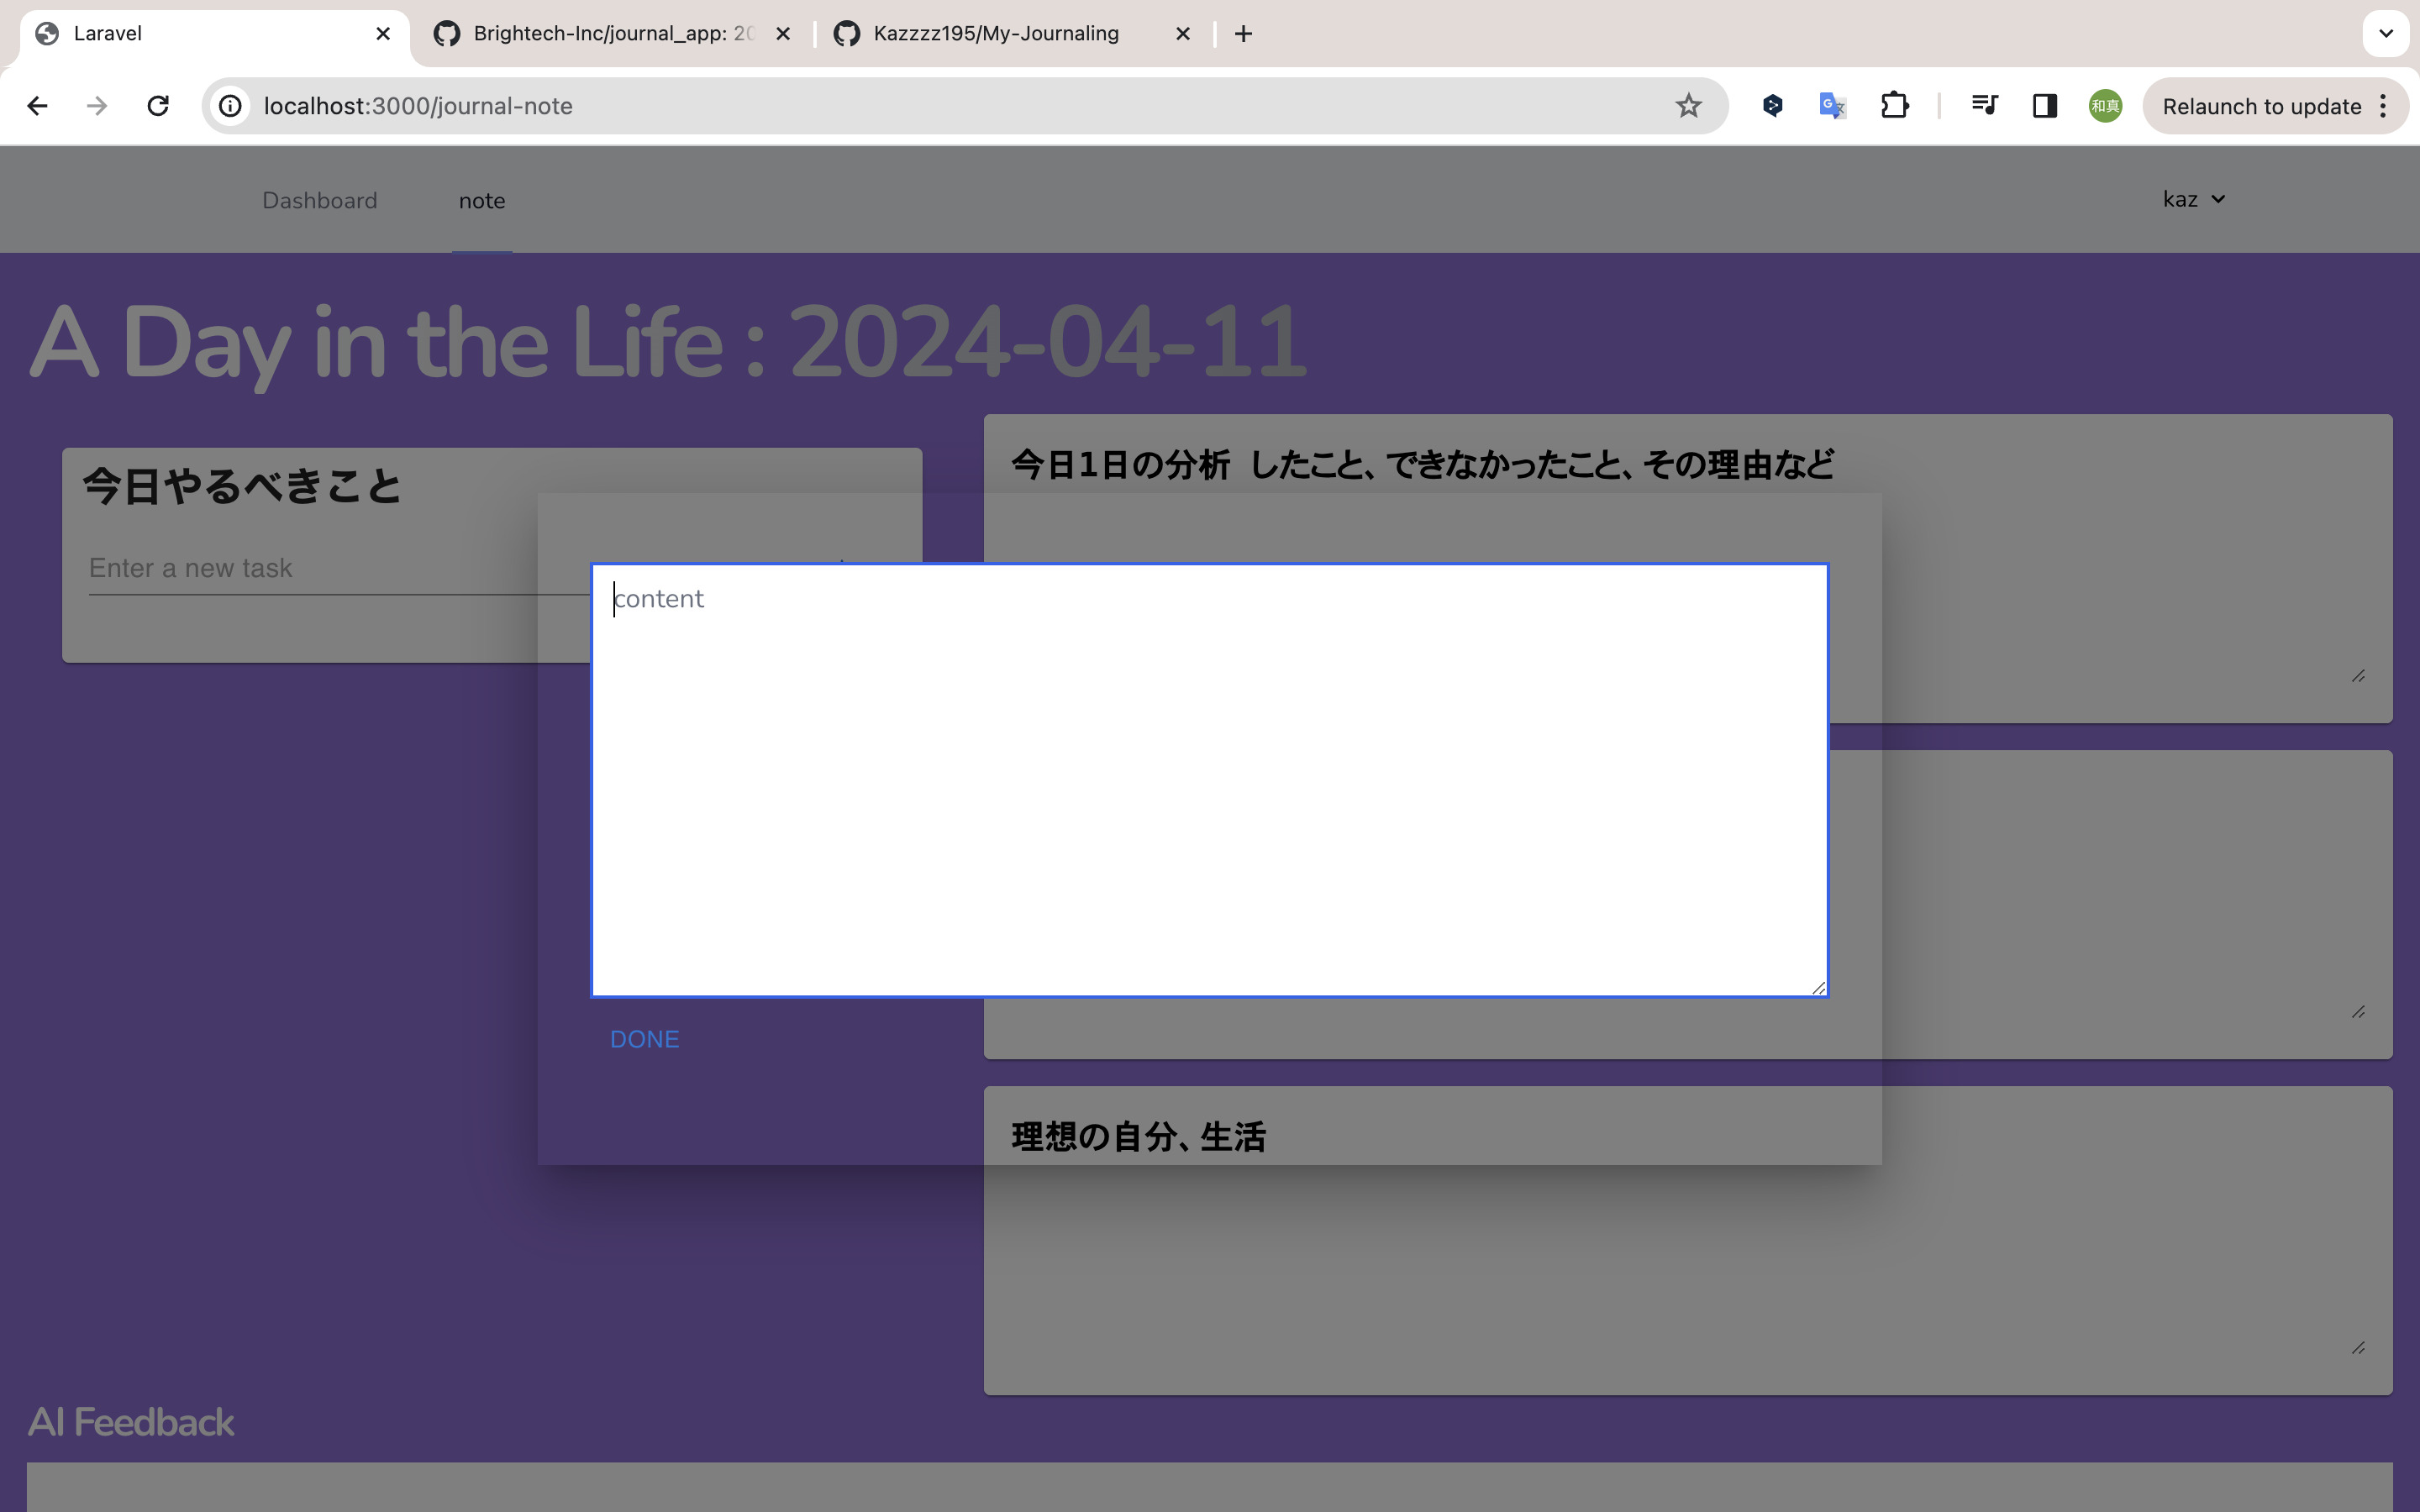 Laravel
Brightech-Inc/journal_app: 20
Kazzzz195/My-Journaling
localhost:3000/journal-note
和真
Relaunch to update
Dashboard
note
kaz
A Day in the Life : 2024-04-11
今日やるべきこと
Enter a new task
今日1日の分析 したこと、できなかったこと、その理由など
content
DONE
理想の自分、生活
AI Feedback